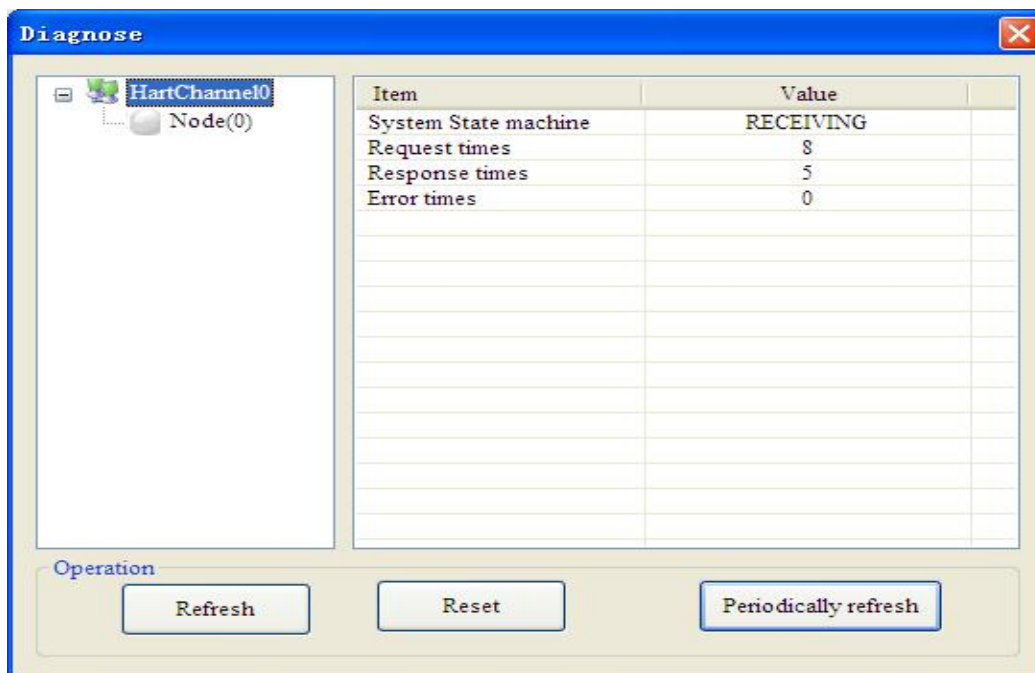 Diagnose
HartChannel0
Node(0)
Item Value
System State machine RECEIVING
Request times 8
Response times 5
Error times 0
Operation
Refresh Reset Periodically refresh